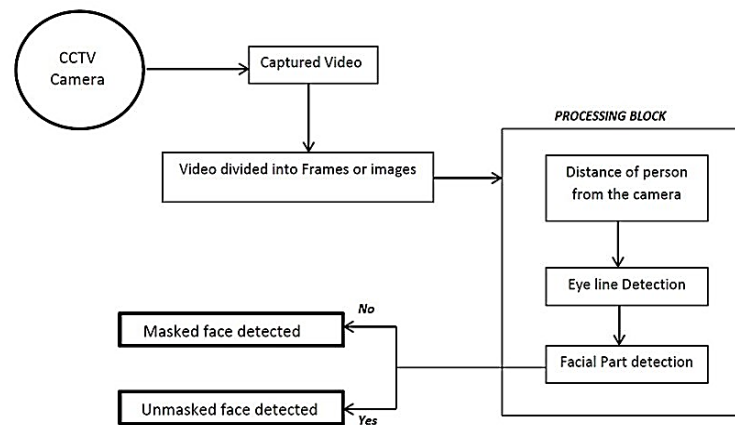 CCTV
Camera
Captured Video
PROCESSING BLOCK
Video divided into Frames or images
Distance of person
from the camera
Eye line Detection
No
Masked face detected
Facial Part detection
Unmasked face detected
Yes